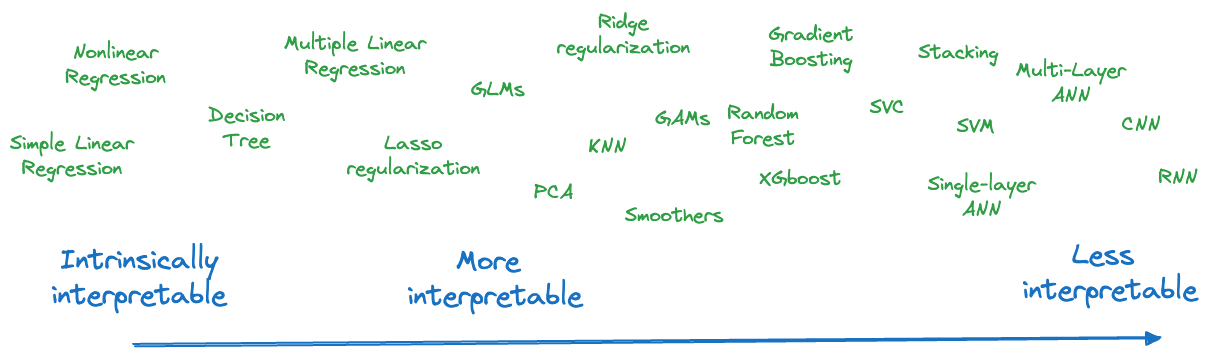 Nonlinear
Regression
Simple Linear
Regression
Decision
Tree
Multiple Linear
Regression
Lasso
regularization
GLMs
PCA
Ridge
regularization
KNN
GAMs
Smoothers
Gradient
Boosting
Random
Forest
XGboost
SVC
Stacking
SVM
Single-layer
ANN
Multi-Layer
ANN
CNN
RNN
Intrinsically
interpretable
More
interpretable
Less
interpretable